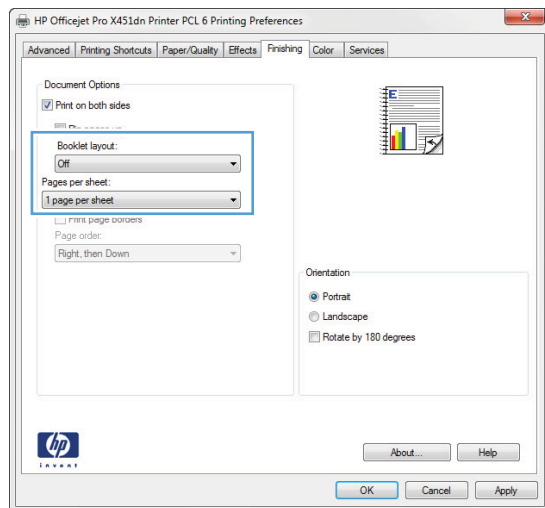 HP Officejet Pro X451dn Printer PCL 6 Printing Preferences
Advanced Printing Shortcuts Paper/Quality Effects Finishing Color Services
Document Options
Print on both sides
Booklet layout:
Off
Pages per sheet:
1 page per sheet
Print page borders
Page order:
Right, then Down
E
Orientation
Portrait
Landscape
Rotate by 180 degrees
hp
invent
About... Help
OK Cancel Apply